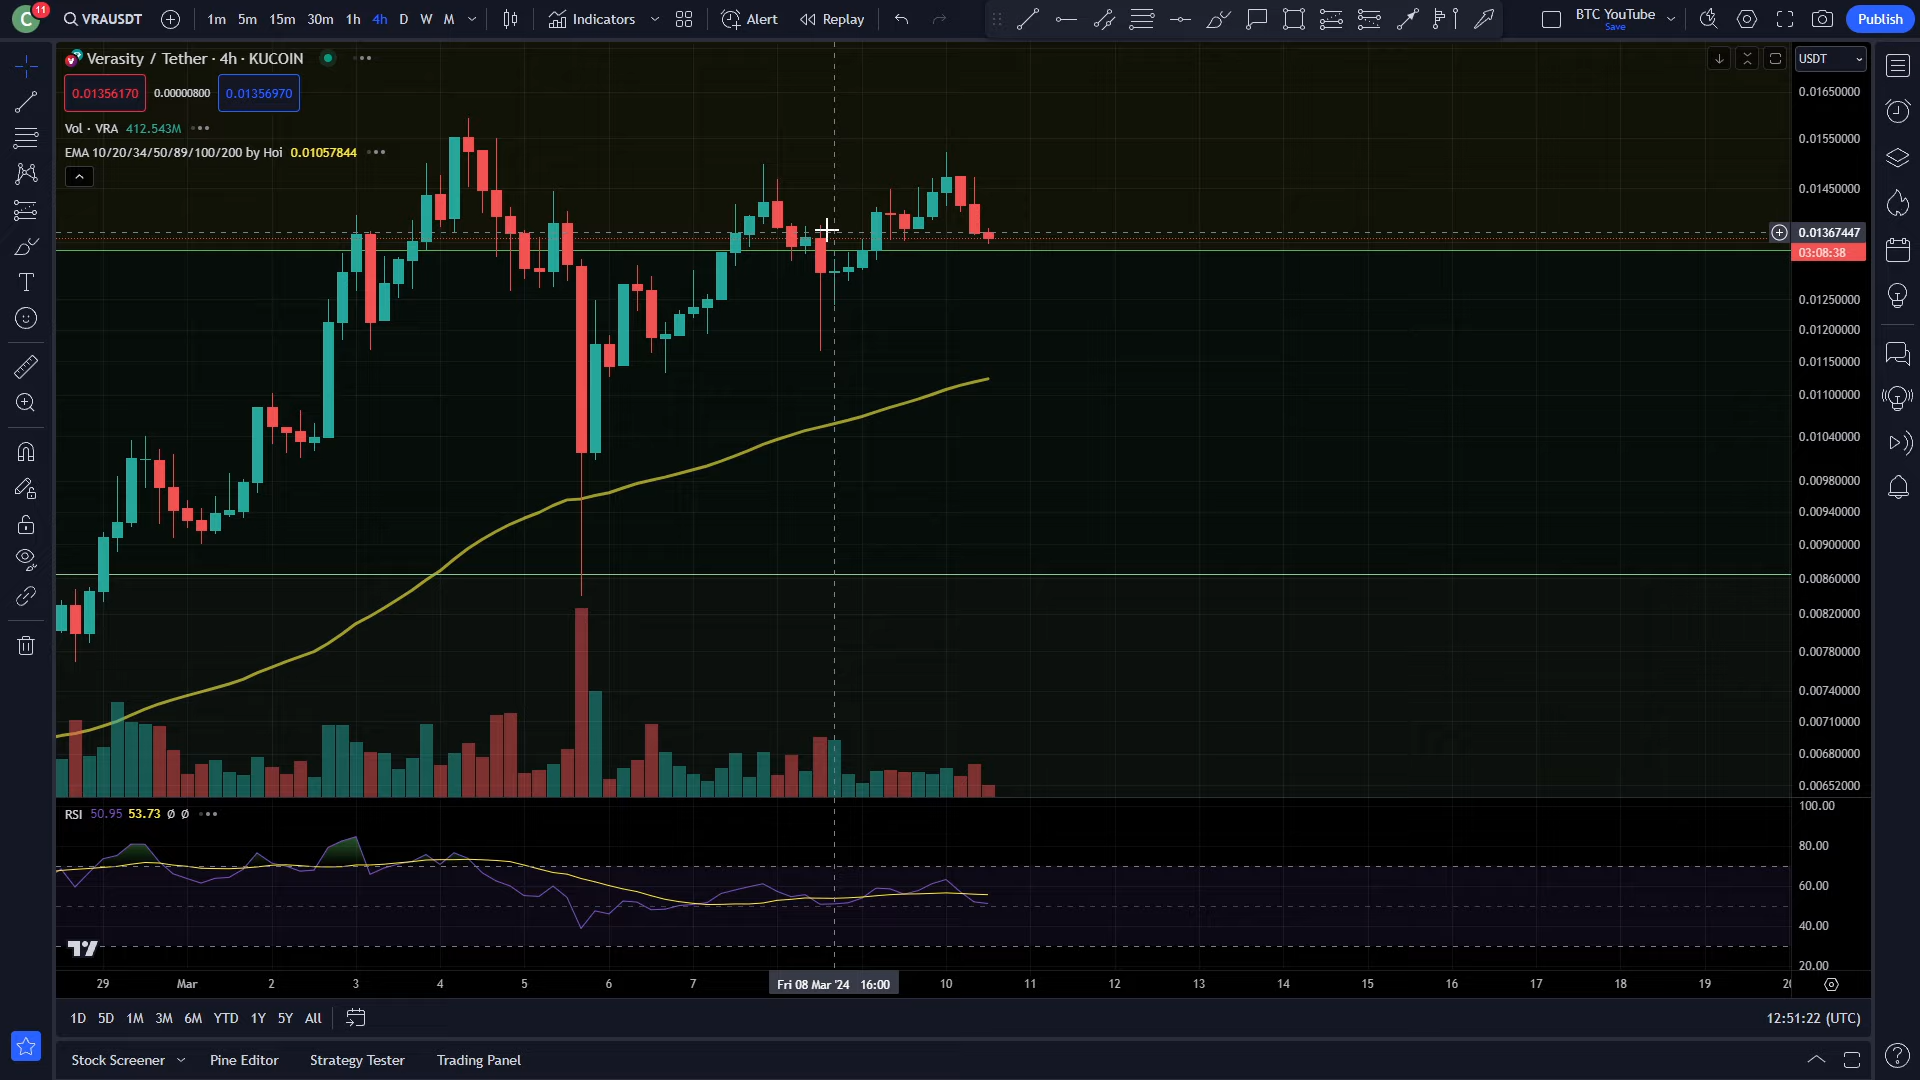 C 11 VRAUSDT 1m 5m 15m 30m 1h 4h D W M Indicators Alert Replay BTC YouTube Save Publish
Verasity / Tether · 4h · KUCOIN USDT
0.01356170 0.00000800 0.01356970
Vol · VRA 412.543M
EMA 10/20/34/50/89/100/200 by Hoi 0.01057844
0.01650000
0.01550000
0.01450000
0.01367447
03:08:38
0.01250000
0.01200000
0.01150000
0.01100000
0.01040000
0.00980000
0.00940000
0.00900000
0.00860000
0.00820000
0.00780000
0.00740000
0.00710000
0.00680000
0.00652000
RSI 50.95 53.73 Ø Ø
100.00
80.00
60.00
40.00
20.00
29 Mar 2 3 4 5 6 7 Fri 08 Mar '24 16:00 10 11 12 13 14 15 16 17 18 19
1D 5D 1M 3M 6M YTD 1Y 5Y All 12:51:22 (UTC)
Stock Screener Pine Editor Strategy Tester Trading Panel